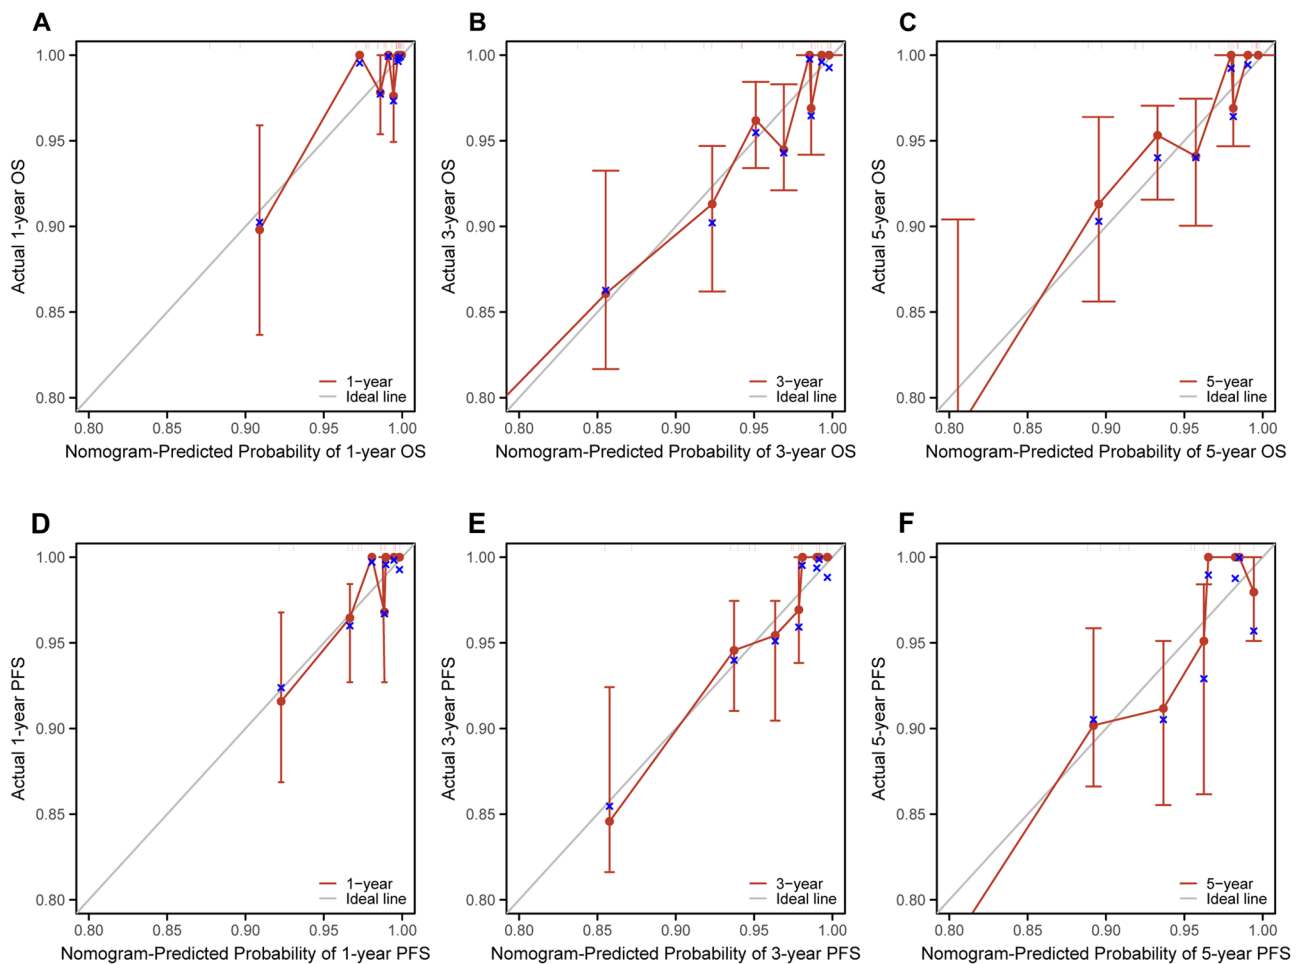 A
Actual 1-year OS
1.00
0.95
0.90
0.85
0.80
1−year
Ideal line
0.80 0.85 0.90 0.95 1.00
Nomogram-Predicted Probability of 1-year OS
B
Actual 3-year OS
1.00
0.95
0.90
0.85
0.80
3−year
Ideal line
0.80 0.85 0.90 0.95 1.00
Nomogram-Predicted Probability of 3-year OS
C
Actual 5-year OS
1.00
0.95
0.90
0.85
0.80
5−year
Ideal line
0.80 0.85 0.90 0.95 1.00
Nomogram-Predicted Probability of 5-year OS
D
Actual 1-year PFS
1.00
0.95
0.90
0.85
0.80
1−year
Ideal line
0.80 0.85 0.90 0.95 1.00
Nomogram-Predicted Probability of 1-year PFS
E
Actual 3-year PFS
1.00
0.95
0.90
0.85
0.80
3−year
Ideal line
0.80 0.85 0.90 0.95 1.00
Nomogram-Predicted Probability of 3-year PFS
F
Actual 5-year PFS
1.00
0.95
0.90
0.85
0.80
5−year
Ideal line
0.80 0.85 0.90 0.95 1.00
Nomogram-Predicted Probability of 5-year PFS